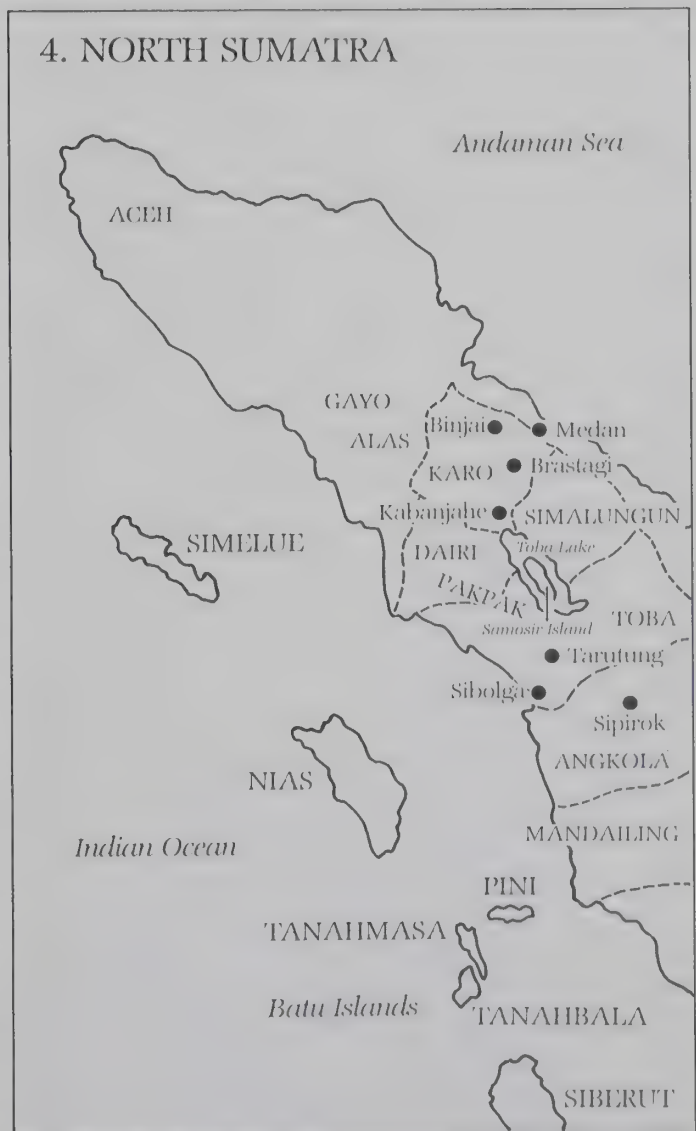 4. NORTH SUMATRA
Andaman Sea
ACEH
GAYO
ALAS
Binjai
Medan
KARO
Brastagi
Kabanjahe
SIMALUNGUN
SIMELUE
DAIRI
Toba Lake
PAKPAK
TOBA
Samosir Island
Tarutung
Sibolga
Sipirok
ANGKOLA
NIAS
MANDAILING
Indian Ocean
PINI
TANAHMASA
Batu Islands
TANAHBALA
SIBERUT